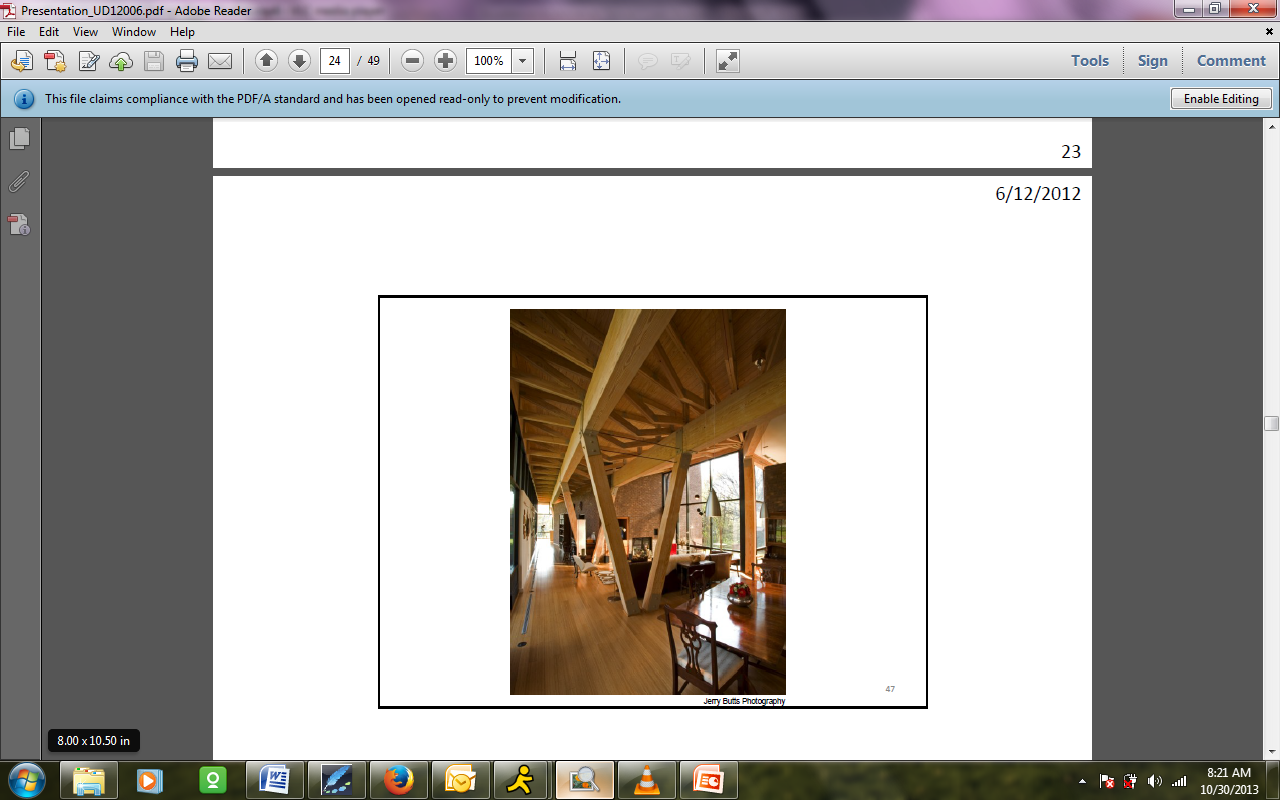 Presentation_UD12006.pdf - Adobe Reader
File Edit View Window Help
24 / 49 100% Tools Sign Comment
This file claims compliance with the PDF/A standard and has been opened read-only to prevent modification. Enable Editing
23
6/12/2012
47
Jerry Butts Photography
8.00 x 10.50 in
8:21 AM
10/30/2013